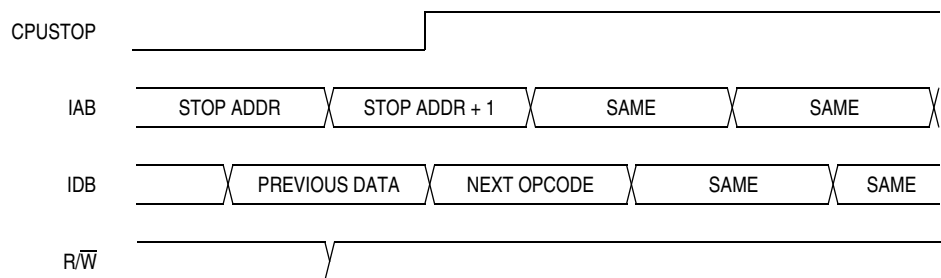 CPUSTOP
IAB STOP ADDR STOP ADDR + 1 SAME SAME
IDB PREVIOUS DATA NEXT OPCODE SAME SAME
R/W̅